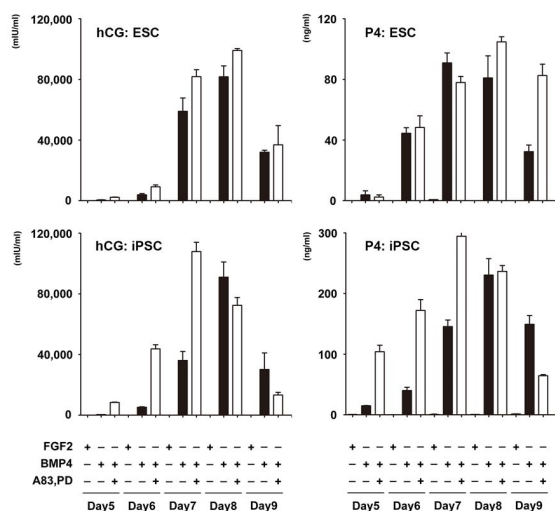 hCG: ESC
(mIU/ml)
120,000
80,000
40,000
0
P4: ESC
(ng/ml)
120
80
40
0
hCG: iPSC
(mIU/ml)
120,000
80,000
40,000
0
P4: iPSC
(ng/ml)
300
200
100
0
FGF2 + − − + − − + − − + − − + − − + − − + − − + − − + − − + − −
BMP4 − + + − + + − + + − + + − + + − + + − + + − + + − + + − + +
A83,PD − − + − − + − − + − − + − − + − − + − − + − − + − − + − − +
Day5 Day6 Day7 Day8 Day9 Day5 Day6 Day7 Day8 Day9